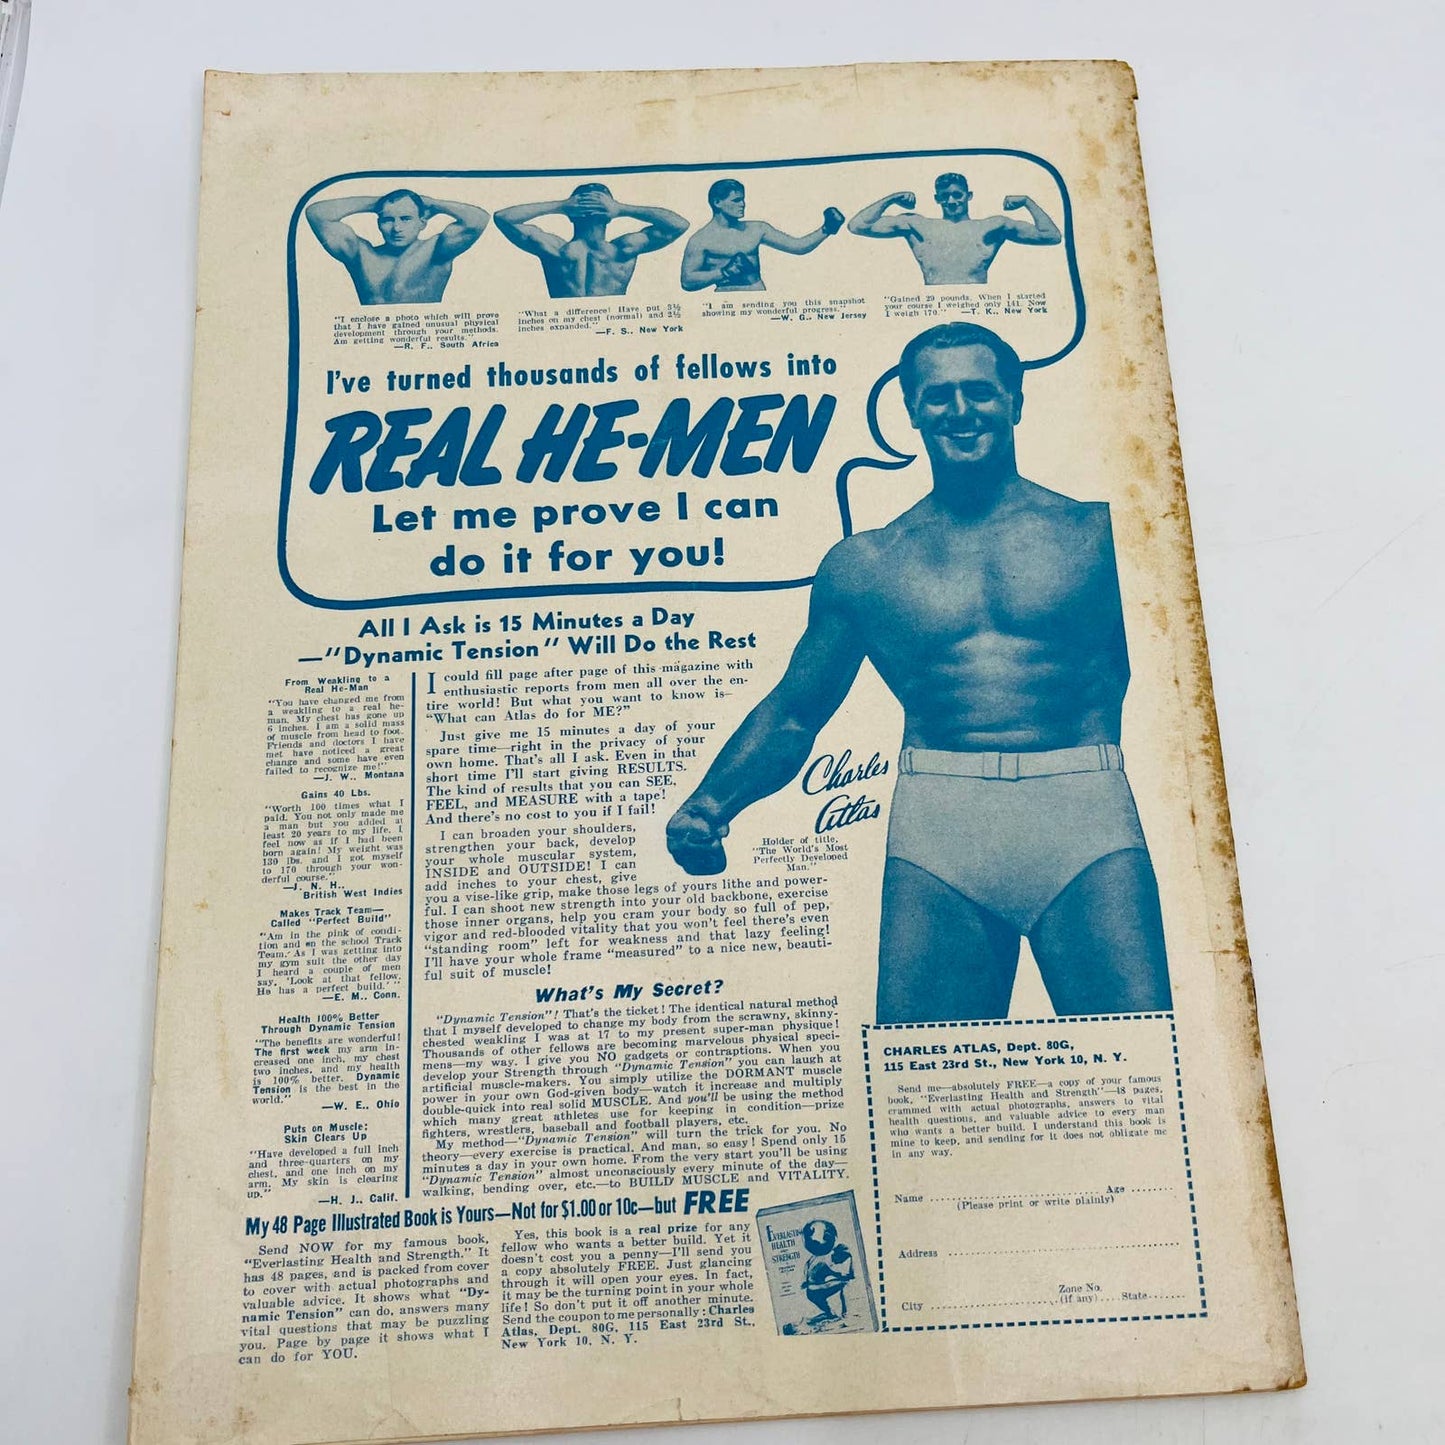 "I enclose a photo which will prove
that I have gained unusual physical
development through your methods.
Am getting wonderful results."
—R. F., South Africa
"What a difference! Have put 3½
inches on my chest (normal) and 2½
inches expanded."
—F. S., New York
"I am sending you this snapshot
showing my wonderful progress."
—W. G., New Jersey
"Gained 29 pounds. When I started
your course I weighed only 141. Now
I weigh 170." —T. K., New York
I've turned thousands of fellows into
REAL HE-MEN
Let me prove I can
do it for you!
All I Ask is 15 Minutes a Day
—"Dynamic Tension" Will Do the Rest
From Weakling to a
Real He-Man
"You have changed me from
a weakling to a real he-
man. My chest has gone up
6 inches. I am a solid mass
of muscle from head to foot.
Friends and doctors I have
met have noticed a great
change and some have even
failed to recognize me!"
—J. W., Montana
Gains 40 Lbs.
"Worth 100 times what I
paid. You not only made me
a man but you added at
least 20 years to my life. I
feel now as if I had been
born again! My weight was
130 lbs. and I got myself
to 170 through your won-
derful course."
—J. N. H.,
British West Indies
Makes Track Team—
Called "Perfect Build"
"Am in the pink of condi-
tion and on the school Track
Team. As I was getting into
my gym suit the other day
I heard a couple of men
say, 'Look at that fellow.
He has a perfect build.' "
—E. M., Conn.
Health 100% Better
Through Dynamic Tension
"The benefits are wonderful!
The first week my arm in-
creased one inch, my chest
two inches, and my health
is 100% better. Dynamic
Tension is the best in the
world."
—W. E., Ohio
Puts on Muscle:
Skin Clears Up
"Have developed a full inch
and three-quarters on my
chest, and one inch on my
arm. My skin is clearing
up."
—H. J., Calif.
I could fill page after page of this magazine with
enthusiastic reports from men all over the en-
tire world! But what you want to know is—
"What can Atlas do for ME?"
Just give me 15 minutes a day of your
spare time—right in the privacy of your
own home. That's all I ask. Even in that
short time I'll start giving RESULTS.
The kind of results that you can SEE,
FEEL, and MEASURE with a tape!
And there's no cost to you if I fail!
I can broaden your shoulders,
strengthen your back, develop
your whole muscular system,
INSIDE and OUTSIDE! I can
add inches to your chest, give
you a vise-like grip, make those legs of yours lithe and power-
ful. I can shoot new strength into your old backbone, exercise
those inner organs, help you cram your body so full of pep,
vigor and red-blooded vitality that you won't feel there's even
"standing room" left for weakness and that lazy feeling!
I'll have your whole frame "measured" to a nice new, beauti-
ful suit of muscle!
Charles
Atlas
Holder of title,
"The World's Most
Perfectly Developed
Man."
What's My Secret?
"Dynamic Tension"! That's the ticket! The identical natural method
that I myself developed to change my body from the scrawny, skinny-
chested weakling I was at 17 to my present super-man physique!
Thousands of other fellows are becoming marvelous physical speci-
mens—my way. I give you NO gadgets or contraptions. When you
develop your Strength through "Dynamic Tension" you can laugh at
artificial muscle-makers. You simply utilize the DORMANT muscle
power in your own God-given body—watch it increase and multiply
double-quick into real solid MUSCLE. And you'll be using the method
which many great athletes use for keeping in condition—prize
fighters, wrestlers, baseball and football players, etc.
My method—"Dynamic Tension" will turn the trick for you. No
theory—every exercise is practical. And man, so easy! Spend only 15
minutes a day in your own home. From the very start you'll be using
"Dynamic Tension" almost unconsciously every minute of the day—
walking, bending over, etc.—to BUILD MUSCLE and VITALITY.
My 48 Page Illustrated Book is Yours—Not for $1.00 or 10c—but FREE
Send NOW for my famous book,
"Everlasting Health and Strength." It
has 48 pages, and is packed from cover
to cover with actual photographs and
valuable advice. It shows what "Dy-
namic Tension" can do, answers many
vital questions that may be puzzling
you. Page by page it shows what I
can do for YOU.
Yes, this book is a real prize for any
fellow who wants a better build. Yet it
doesn't cost you a penny—I'll send you
a copy absolutely FREE. Just glancing
through it will open your eyes. In fact,
it may be the turning point in your whole
life! So don't put it off another minute.
Send the coupon to me personally: Charles
Atlas, Dept. 80G, 115 East 23rd St.,
New York 10, N. Y.
EVERLASTING
HEALTH
AND
STRENGTH
CHARLES ATLAS, Dept. 80G,
115 East 23rd St., New York 10, N. Y.
Send me—absolutely FREE—a copy of your famous
book, "Everlasting Health and Strength"—48 pages,
crammed with actual photographs, answers to vital
health questions, and valuable advice to every man
who wants a better build. I understand this book is
mine to keep, and sending for it does not obligate me
in any way.
Name .......................... Age ........
(Please print or write plainly)
Address ..........................
City .................... Zone No. (if any).... State......